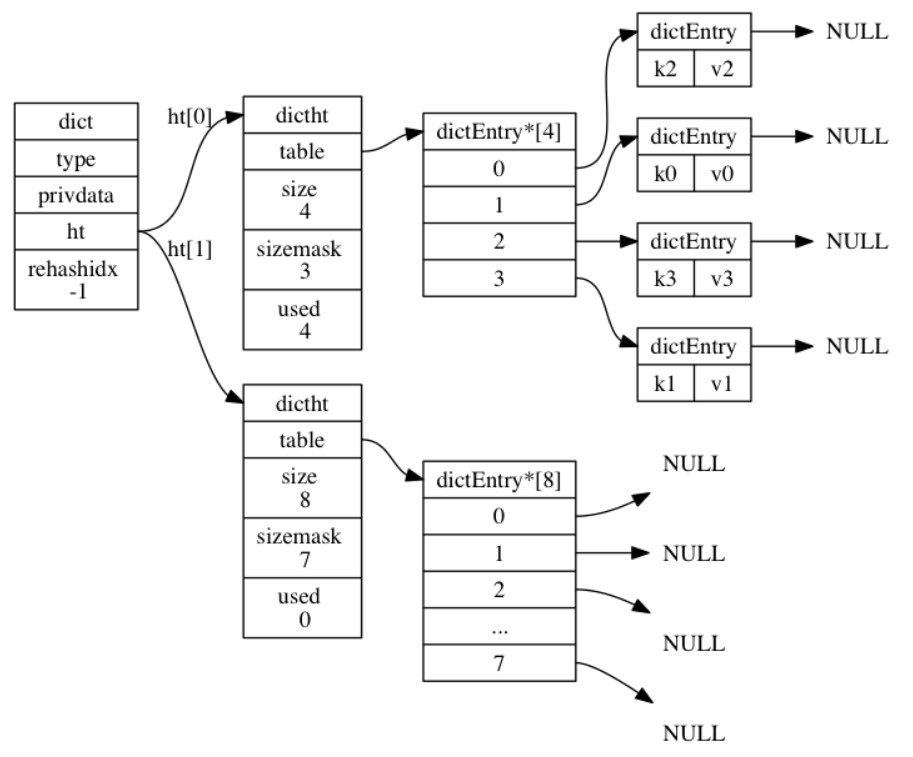 dict
type
privdata
ht
rehashidx
-1
ht[0]
ht[1]
dictht
table
size
4
sizemask
3
used
4
dictEntry*[4]
0
1
2
3
dictEntry
k2 v2
NULL
dictEntry
k0 v0
NULL
dictEntry
k3 v3
NULL
dictEntry
k1 v1
NULL
dictht
table
size
8
sizemask
7
used
0
dictEntry*[8]
0
1
2
...
7
NULL
NULL
NULL
NULL